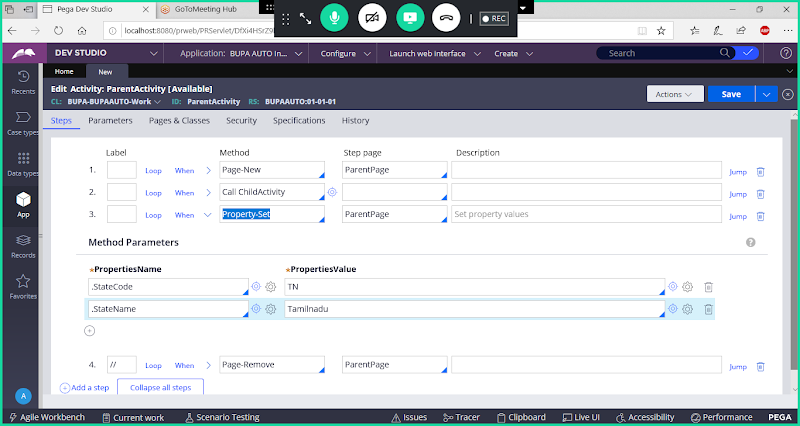 Pega Dev Studio
GoToMeeting Hub
REC
localhost:8080/prweb/PRServlet/DfXi4HSrZ9
DEV STUDIO
Application: BUPA AUTO In...
Configure
Launch web interface
Create
Search
Home
New
Edit Activity: ParentActivity [Available]
CL: BUPA-BUPAAUTO-Work ID: ParentActivity RS: BUPAAUTO:01-01-01
Actions
Save
Recents
Case types
Data types
App
Records
Favorites
Steps Parameters Pages & Classes Security Specifications History
Label Method Step page Description
1. Loop When Page-New ParentPage Jump
2. Loop When Call ChildActivity Jump
3. Loop When Property-Set ParentPage Set property values Jump
Method Parameters
*PropertiesName *PropertiesValue
.StateCode TN
.StateName Tamilnadu
4. // Loop When Page-Remove ParentPage Jump
Add a step Collapse all steps
A
Agile Workbench Current work Scenario Testing Issues Tracer Clipboard Live UI Accessibility Performance PEGA